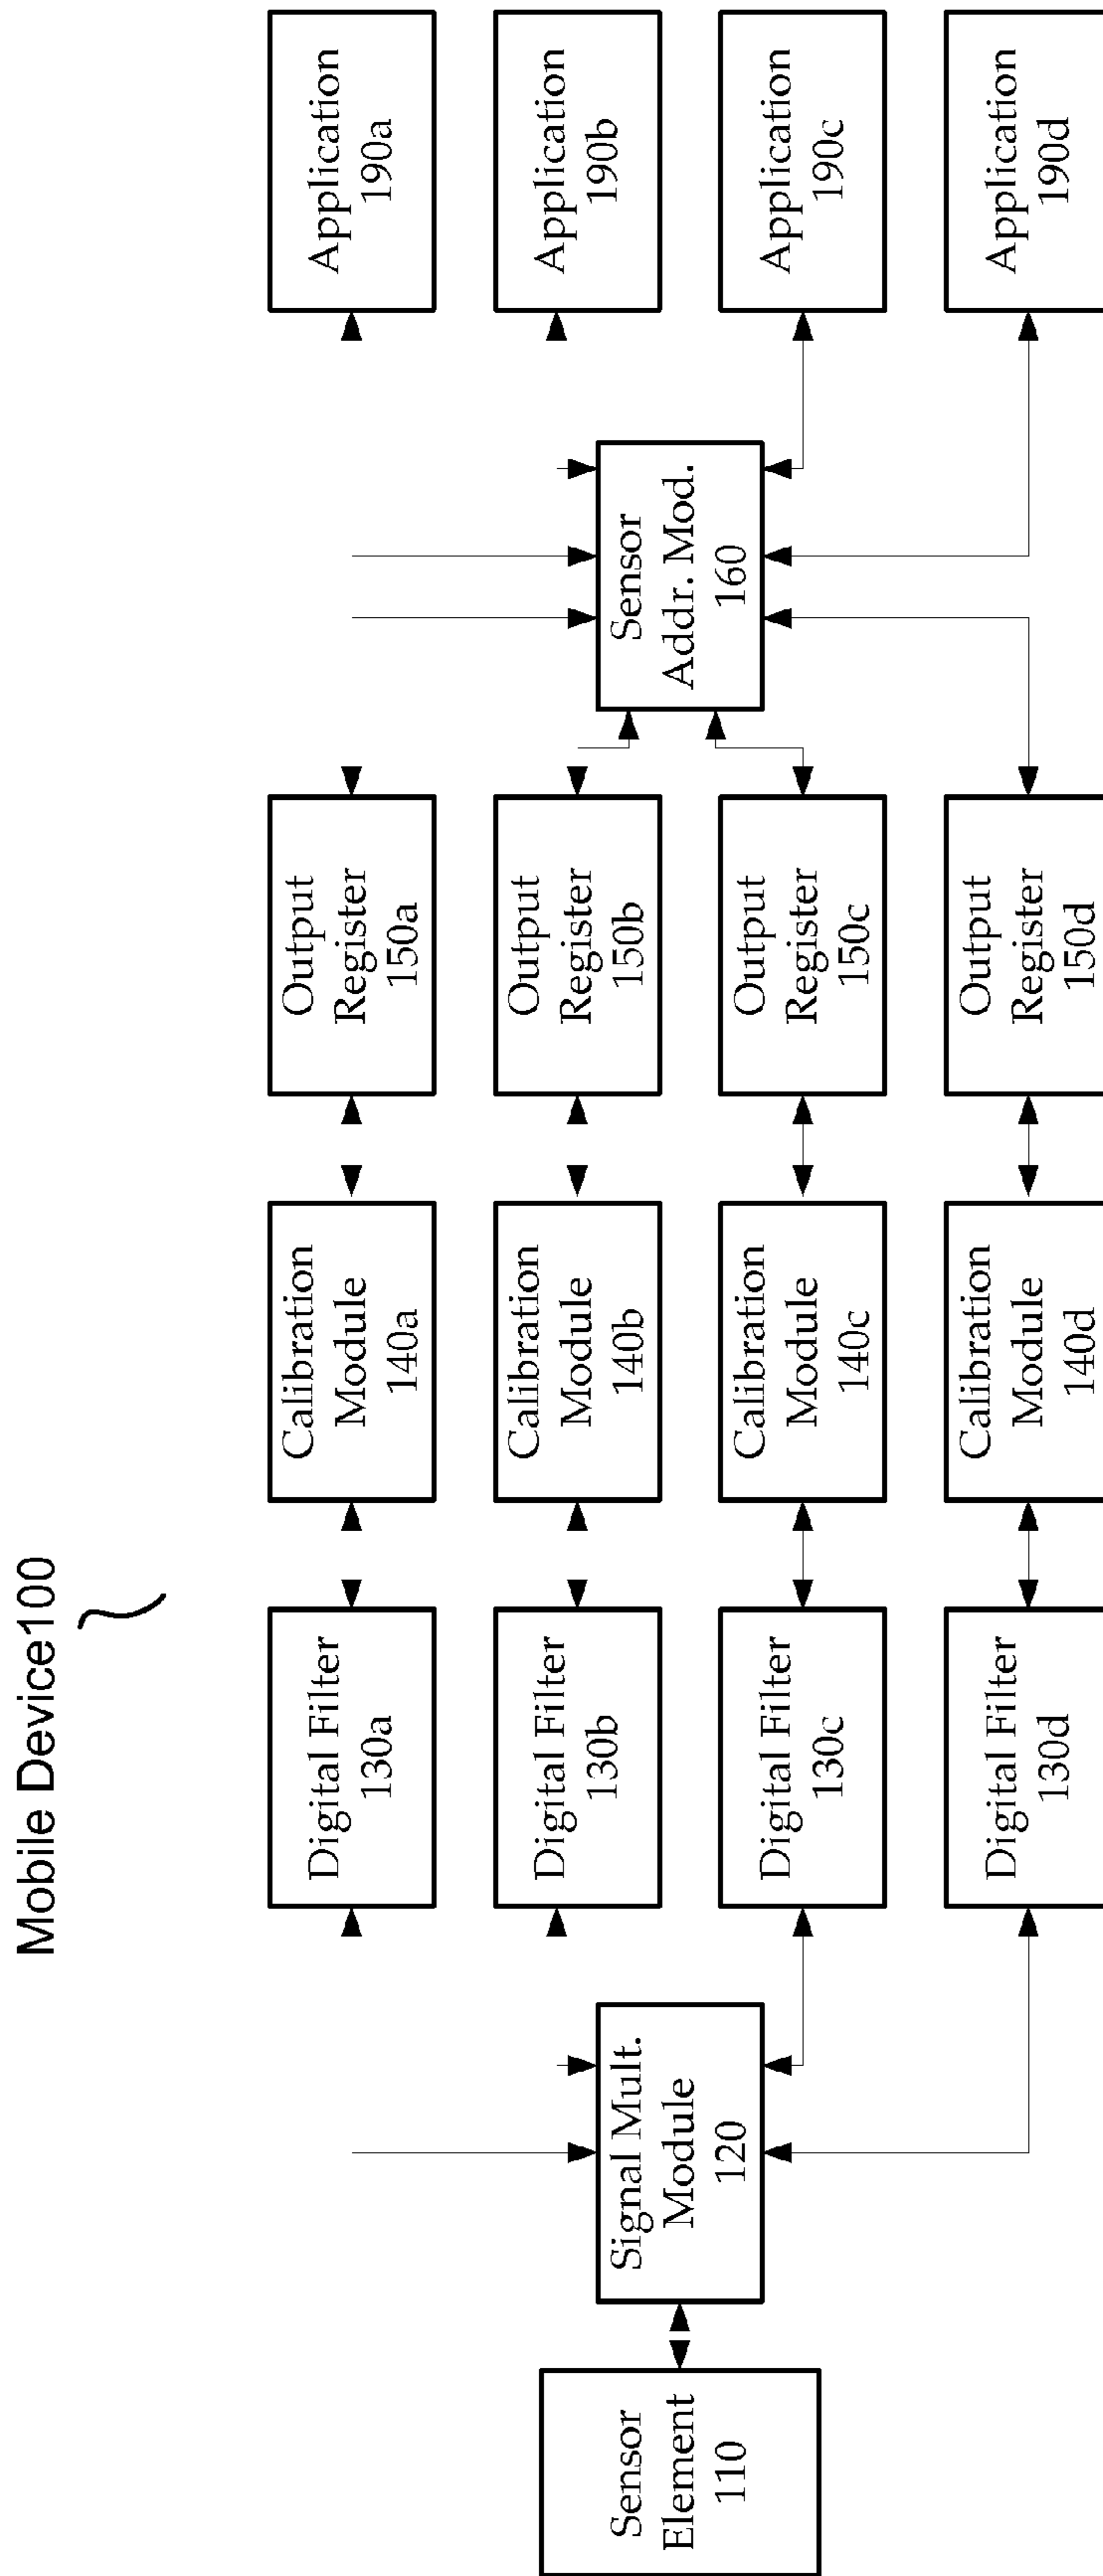 Mobile Device100
Sensor
Element
110
Signal Mult.
Module
120
Digital Filter
130a
Digital Filter
130b
Digital Filter
130c
Digital Filter
130d
Calibration
Module
140a
Calibration
Module
140b
Calibration
Module
140c
Calibration
Module
140d
Output
Register
150a
Output
Register
150b
Output
Register
150c
Output
Register
150d
Sensor
Addr. Mod.
160
Application
190a
Application
190b
Application
190c
Application
190d